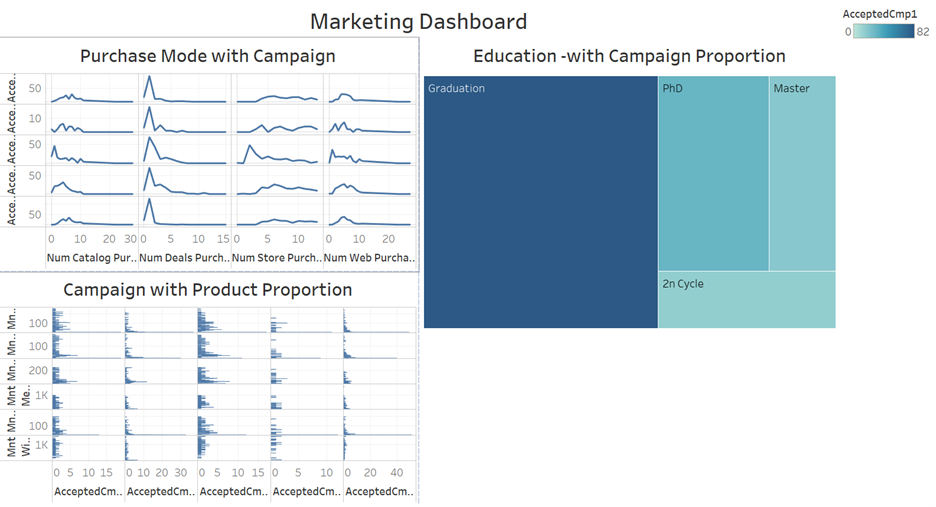 Marketing Dashboard
AcceptedCmp1
0 82
Purchase Mode with Campaign
Acce.. 50
Acce.. 10
Acce.. 50
Acce.. 50
Acce.. 50
0 10 20 30 0 5 10 15 0 5 10 0 10 20
Num Catalog Pur.. Num Deals Purch.. Num Store Purch.. Num Web Purcha..
Education -with Campaign Proportion
Graduation
PhD
Master
2n Cycle
Campaign with Product Proportion
Mn.. 100
Mn.. 100
Mn.. 200
Mnt Me.. 1K
Mn.. 100
Mnt Wi.. 1K
0 5 10 15 0 10 20 30 0 5 10 15 0 5 10 0 20 40
AcceptedCm.. AcceptedCm.. AcceptedCm.. AcceptedCm.. AcceptedCm..